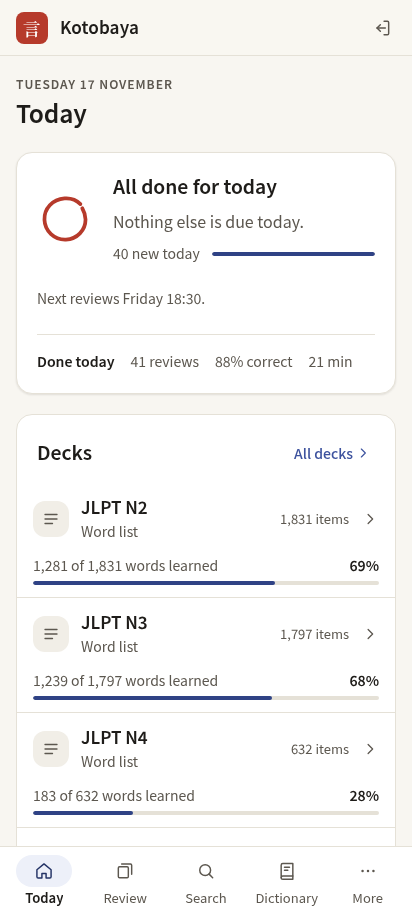 言 Kotobaya
TUESDAY 17 NOVEMBER
Today
All done for today
Nothing else is due today.
40 new today
Next reviews Friday 18:30.
Done today 41 reviews 88% correct 21 min
Decks All decks
JLPT N2
Word list
1,831 items
1,281 of 1,831 words learned 69%
JLPT N3
Word list
1,797 items
1,239 of 1,797 words learned 68%
JLPT N4
Word list
632 items
183 of 632 words learned 28%
Today Review Search Dictionary More